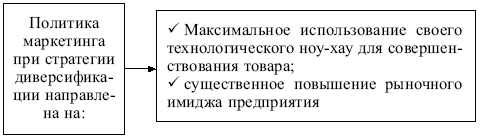 Политика
маркетинга
при стратегии
диверсифика-
ции направле-
на на:
✓ Максимальное использование своего
технологического ноу-хау для совершен-
ствования товара;
✓ существенное повышение рыночного
имиджа предприятия